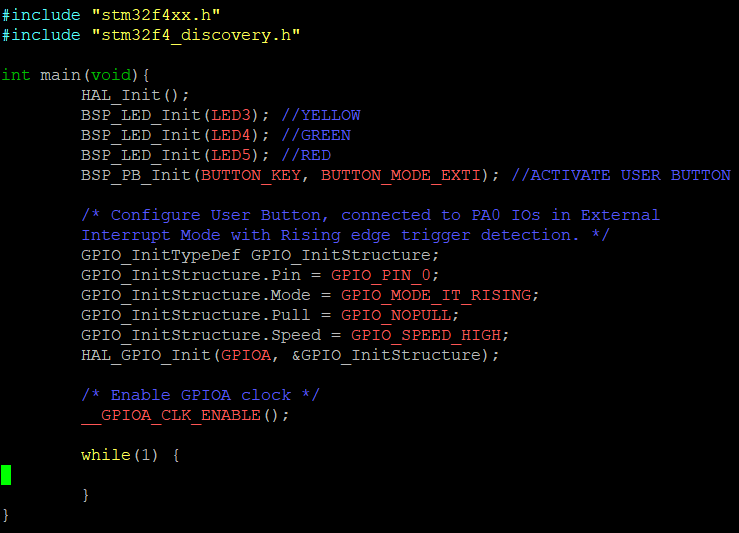 #include "stm32f4xx.h"
#include "stm32f4_discovery.h"
int main(void){
HAL_Init();
BSP_LED_Init(LED3); //YELLOW
BSP_LED_Init(LED4); //GREEN
BSP_LED_Init(LED5); //RED
BSP_PB_Init(BUTTON_KEY, BUTTON_MODE_EXTI); //ACTIVATE USER BUTTON
/* Configure User Button, connected to PA0 IOs in External
Interrupt Mode with Rising edge trigger detection. */
GPIO_InitTypeDef GPIO_InitStructure;
GPIO_InitStructure.Pin = GPIO_PIN_0;
GPIO_InitStructure.Mode = GPIO_MODE_IT_RISING;
GPIO_InitStructure.Pull = GPIO_NOPULL;
GPIO_InitStructure.Speed = GPIO_SPEED_HIGH;
HAL_GPIO_Init(GPIOA, &GPIO_InitStructure);
/* Enable GPIOA clock */
__GPIOA_CLK_ENABLE();
while(1) {
}
}